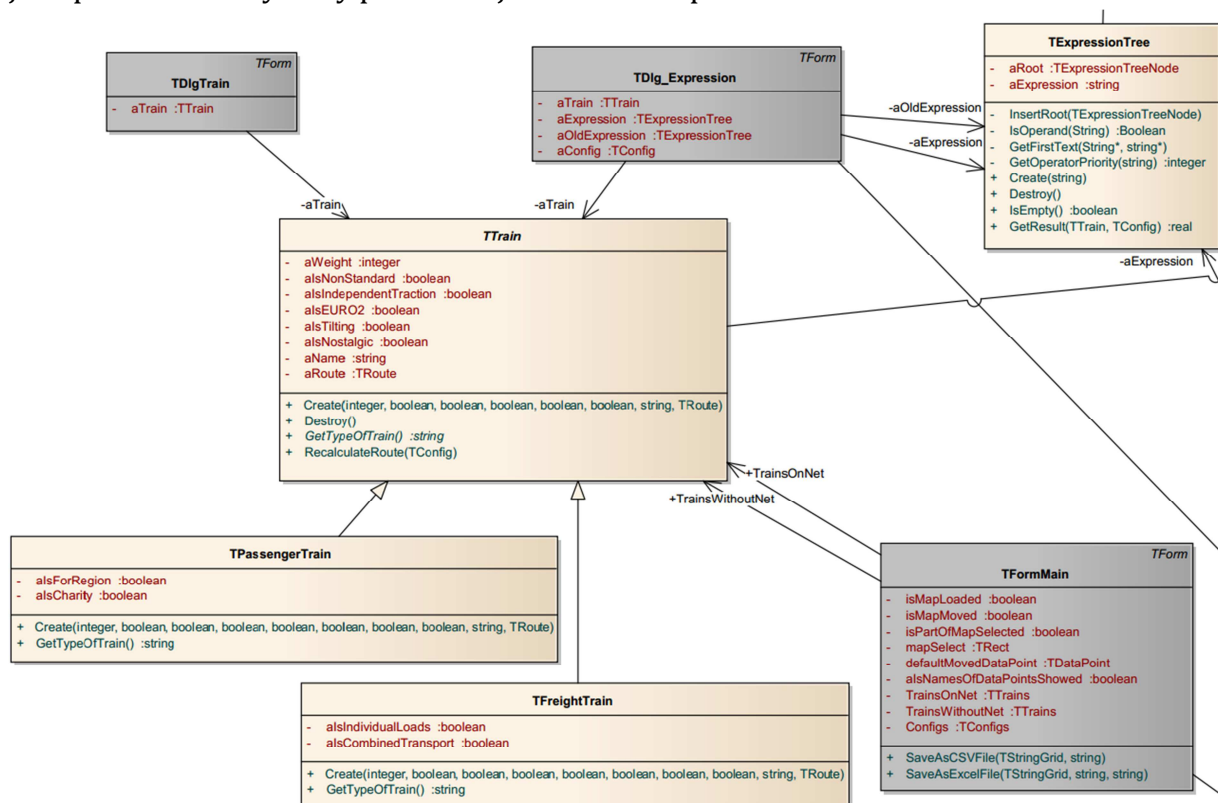 TForm
TDlgTrain
- aTrain :TTrain
TForm
TDlg_Expression
- aTrain :TTrain
- aExpression :TExpressionTree
- aOldExpression :TExpressionTree
- aConfig :TConfig
TExpressionTree
- aRoot :TExpressionTreeNode
- aExpression :string
- InsertRoot(TExpressionTreeNode)
- IsOperand(String) :Boolean
- GetFirstText(String*, string*)
- GetOperatorPriority(string) :integer
+ Create(string)
+ Destroy()
+ IsEmpty() :boolean
+ GetResult(TTrain, TConfig) :real
-aOldExpression
-aExpression
-aTrain
-aTrain
-aExpression
TTrain
- aWeight :integer
- aIsNonStandard :boolean
- aIsIndependentTraction :boolean
- aIsEURO2 :boolean
- aIsTilting :boolean
- aIsNostalgic :boolean
- aName :string
- aRoute :TRoute
+ Create(integer, boolean, boolean, boolean, boolean, boolean, string, TRoute)
+ Destroy()
+ GetTypeOfTrain() :string
+ RecalculateRoute(TConfig)
+TrainsOnNet
+TrainsWithoutNet
TPassengerTrain
- aIsForRegion :boolean
- aIsCharity :boolean
+ Create(integer, boolean, boolean, boolean, boolean, boolean, boolean, boolean, string, TRoute)
+ GetTypeOfTrain() :string
TForm
TFormMain
- isMapLoaded :boolean
- isMapMoved :boolean
- isPartOfMapSelected :boolean
- mapSelect :TRect
- defaultMovedDataPoint :TDataPoint
- aIsNamesOfDataPointsShowed :boolean
- TrainsOnNet :TTrains
- TrainsWithoutNet :TTrains
- Configs :TConfigs
+ SaveAsCSVFile(TStringGrid, string)
+ SaveAsExcelFile(TStringGrid, string, string)
TFreightTrain
- aIsIndividualLoads :boolean
- aIsCombinedTransport :boolean
+ Create(integer, boolean, boolean, boolean, boolean, boolean, boolean, boolean, string, TRoute)
+ GetTypeOfTrain() :string